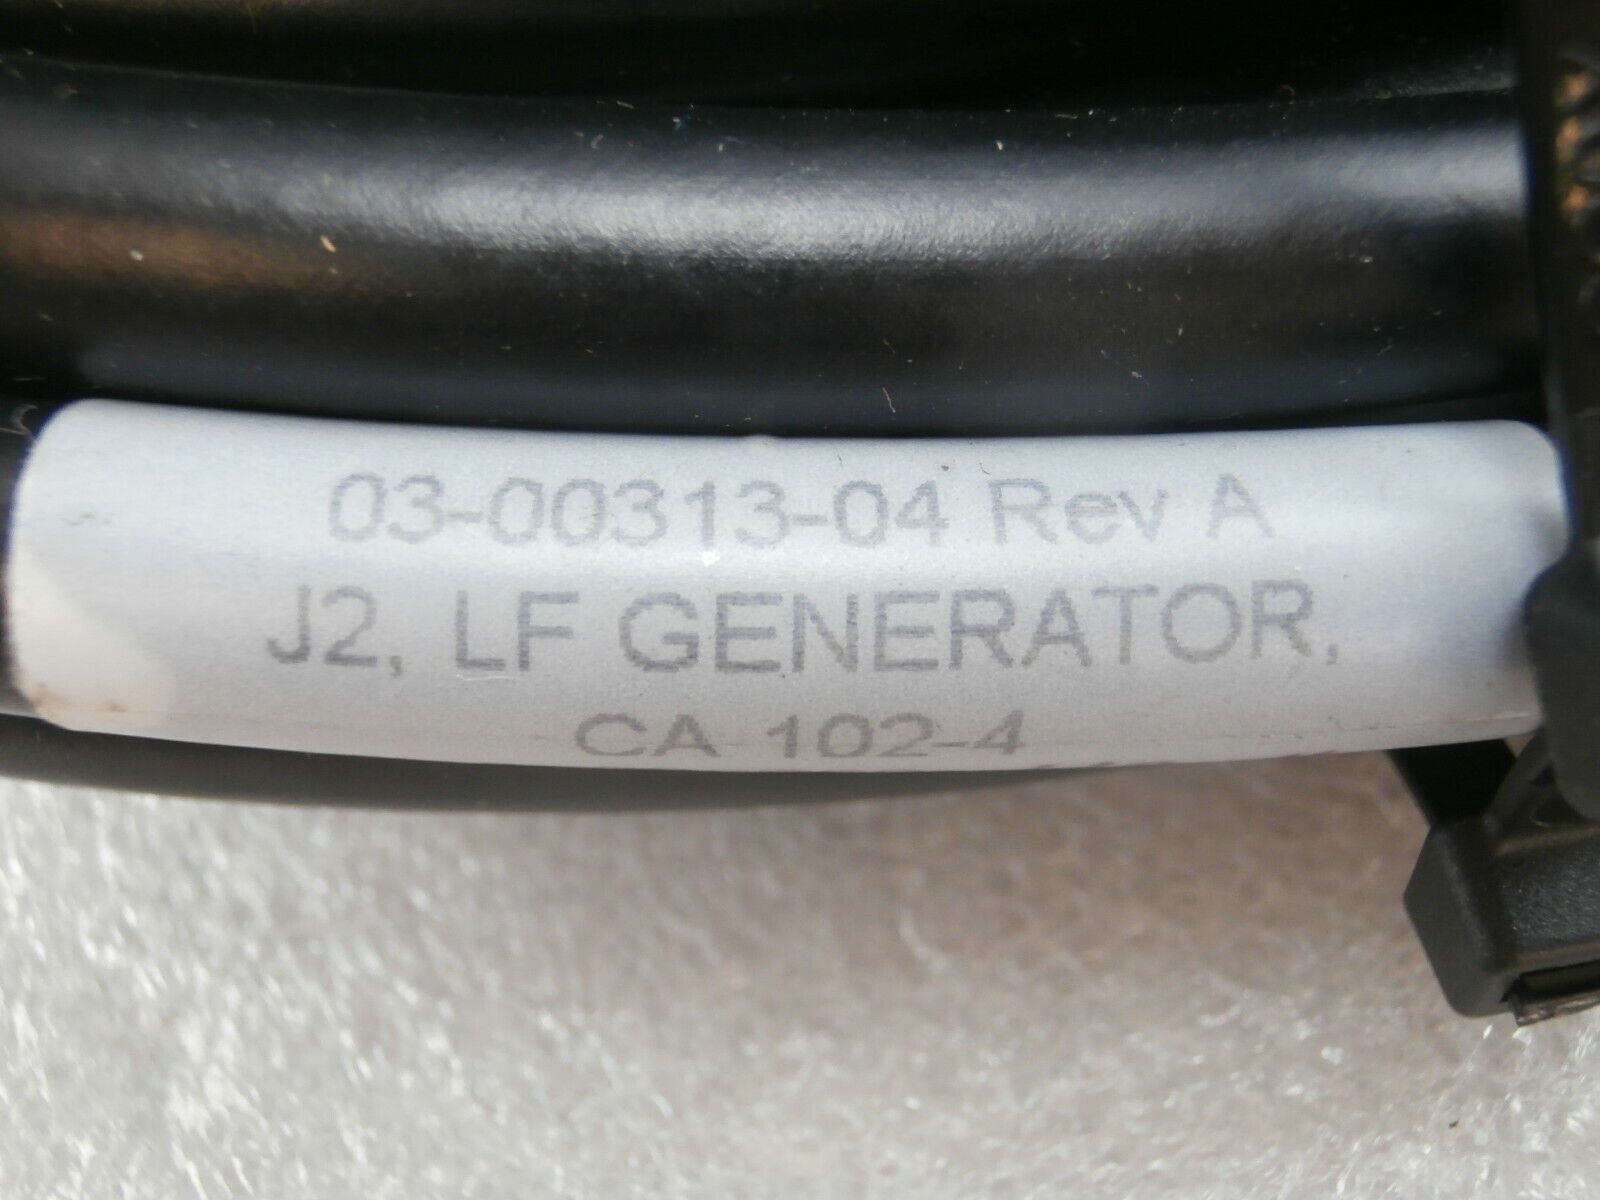 03-00313-04 Rev A
J2, LF GENERATOR,
CA 102-4